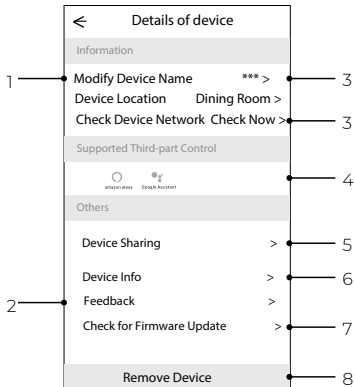 Details of device
Information
1 Modify Device Name *** > 3
Device Location Dining Room >
Check Device Network Check Now > 3
Supported Third-part Control
amazon alexa Google Assistant 4
Others
Device Sharing > 5
Device Info > 6
2 Feedback >
Check for Firmware Update > 7
Remove Device 8